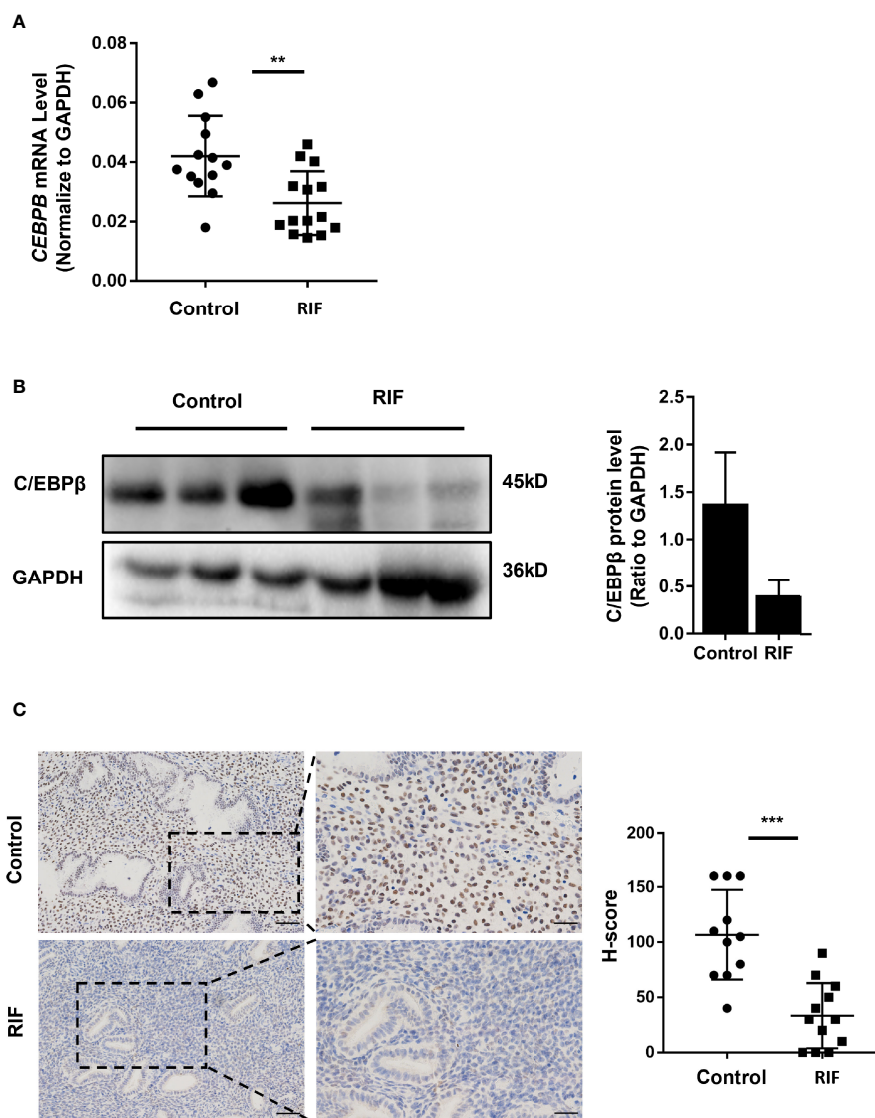 A
CEBPB mRNA Level
(Normalize to GAPDH)
0.08
0.06
0.04
0.02
0.00
**
Control
RIF
B
Control
RIF
C/EBPβ
45kD
GAPDH
36kD
C/EBPβ protein level
(Ratio to GAPDH)
2.5
2.0
1.5
1.0
0.5
0.0
Control
RIF
C
Control
RIF
H-score
200
150
100
50
0
***
Control
RIF